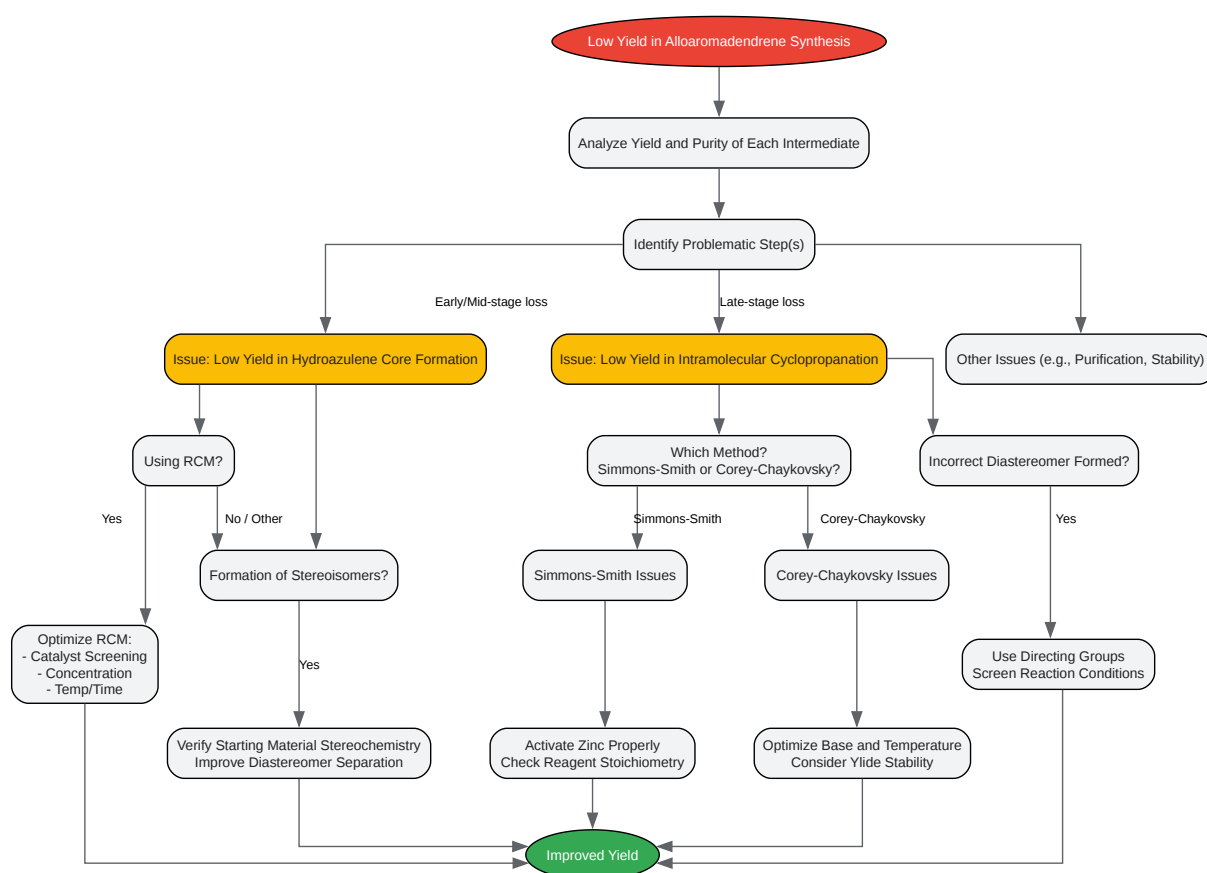 Low Yield in Alloaromadendrene Synthesis
Analyze Yield and Purity of Each Intermediate
Identify Problematic Step(s)
Early/Mid-stage loss
Late-stage loss
Issue: Low Yield in Hydroazulene Core Formation
Issue: Low Yield in Intramolecular Cyclopropanation
Other Issues (e.g., Purification, Stability)
Using RCM?
Which Method?
Simmons-Smith or Corey-Chaykovsky?
Incorrect Diastereomer Formed?
Yes
No / Other
Simmons-Smith
Corey-Chaykovsky
Yes
Formation of Stereoisomers?
Simmons-Smith Issues
Corey-Chaykovsky Issues
Optimize RCM:
- Catalyst Screening
- Concentration
- Temp/Time
Yes
Use Directing Groups
Screen Reaction Conditions
Verify Starting Material Stereochemistry
Improve Diastereomer Separation
Activate Zinc Properly
Check Reagent Stoichiometry
Optimize Base and Temperature
Consider Ylide Stability
Improved Yield